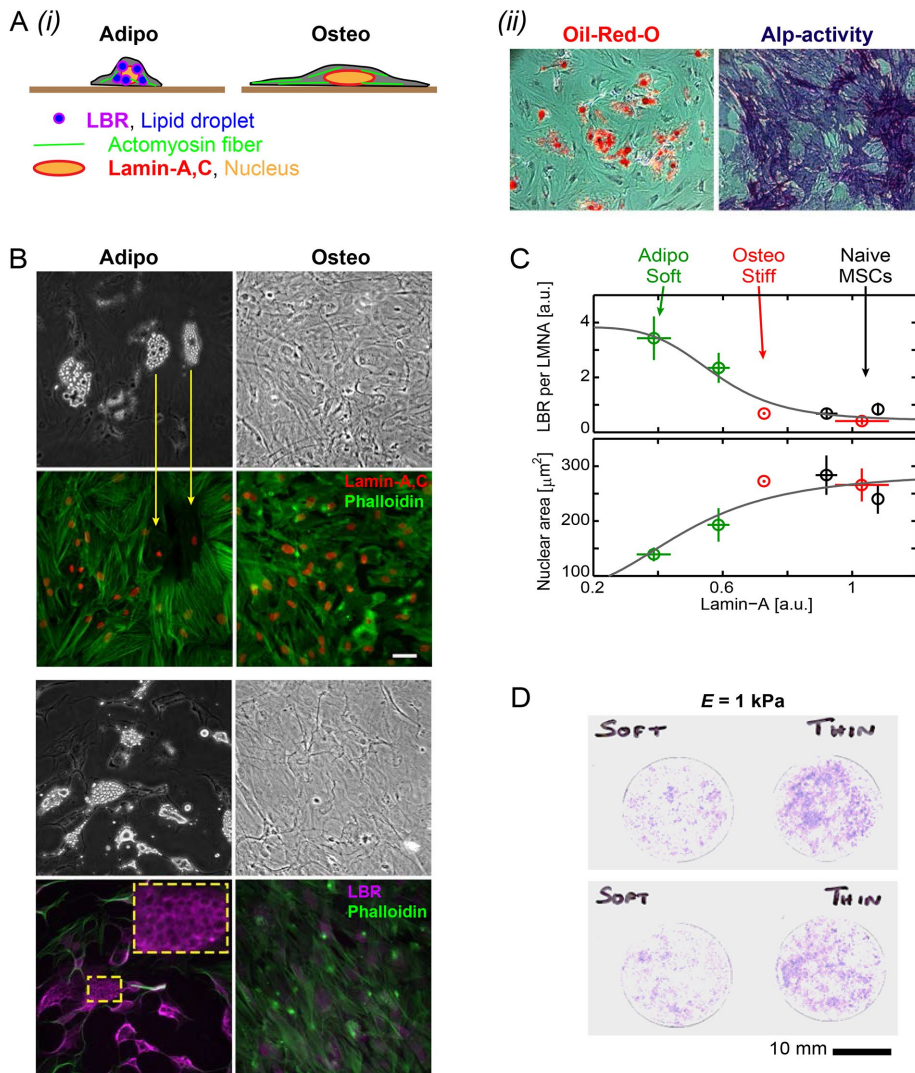 A (i)
Adipo
Osteo
LBR, Lipid droplet
Actomyosin fiber
Lamin-A,C, Nucleus
(ii)
Oil-Red-O
Alp-activity
B
Adipo
Osteo
Lamin-A,C
Phalloidin
LBR
Phalloidin
C
Adipo
Soft
Osteo
Stiff
Naive
MSCs
LBR per LMNA [a.u.]
4
2
0
Nuclear area [μm²]
300
200
100
0.2
0.6
1
Lamin−A [a.u.]
D
E = 1 kPa
SOFT
THIN
SOFT
THIN
10 mm